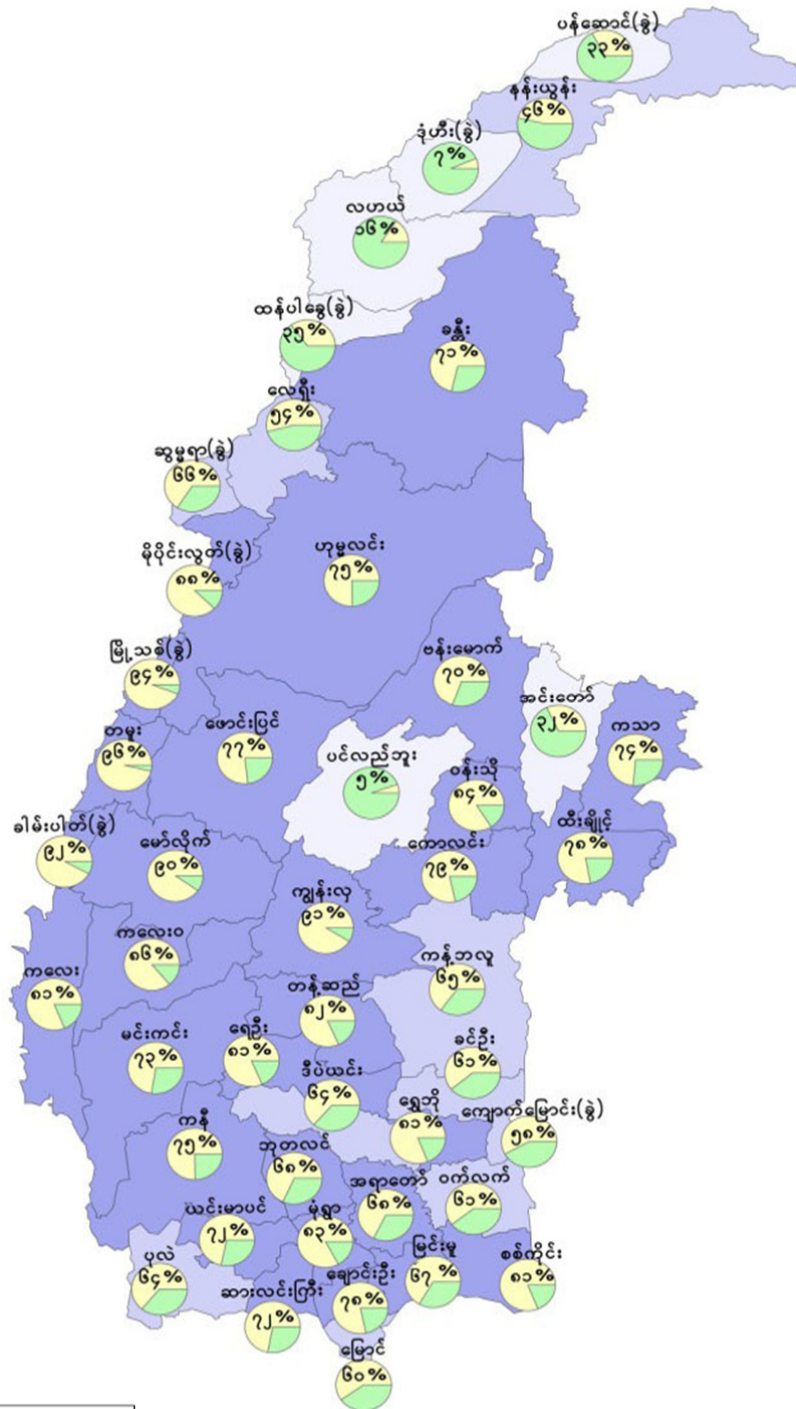 ပန်ဆောင်(ခွဲ)
၃၃%
နန်းယွန်း
၄၆%
ဒုံဟီး(ခွဲ)
၇%
လဟယ်
၁၆%
ထန်ပါခွေ(ခွဲ)
၃၅%
ခန္တီး
၇၁%
လေရှီး
၅၄%
ဆွမ္မရာ(ခွဲ)
၆၆%
ဟုမ္မလင်း
၇၅%
မိုပိုင်းလွတ်(ခွဲ)
၈၈%
မြို့သစ်(ခွဲ)
၉၄%
ဗန်းမောက်
၇၀%
အင်းတော်
၃၂%
ကသာ
၇၄%
တမူး
၉၆%
ဖောင်းပြင်
၇၇%
ပင်လည်ဘူး
၅%
ဝန်းသို
၈၄%
ထီးချိုင့်
၇၈%
ခါမ်းပါတ်(ခွဲ)
၉၂%
မော်လိုက်
၉၀%
ကောလင်း
၇၉%
ကျွန်းလှ
၉၁%
ကလေးဝ
၈၆%
ကန့်ဘလူ
၆၅%
ကလေး
၈၁%
တန့်ဆည်
၈၂%
မင်းကင်း
၇၃%
ရေဦး
၈၁%
ခင်ဦး
၆၁%
ဒီပဲယင်း
၆၄%
ရွှေဘို
၈၁%
ကျောက်မြောင်း(ခွဲ)
၅၈%
ကနီ
၇၅%
ဘုတလင်
၆၈%
အရာတော်
၆၈%
ဝက်လက်
၆၁%
ယင်းမာပင်
၇၂%
မုံရွာ
၈၃%
ပုလဲ
၆၄%
ဆားလင်းကြီး
၇၂%
ချောင်းဦး
၇၈%
မြင်းမူ
၆၇%
စစ်ကိုင်း
၈၁%
မြောင်
၆၀%